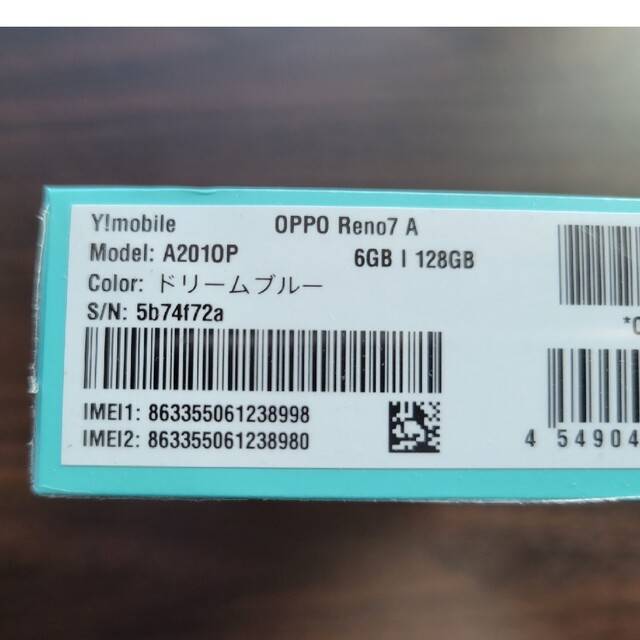 Y!mobile OPPO Reno7 A
Model: A201OP 6GB | 128GB
Color: ドリームブルー
S/N: 5b74f72a
IMEI1: 863355061238998
IMEI2: 863355061238980
4 54904